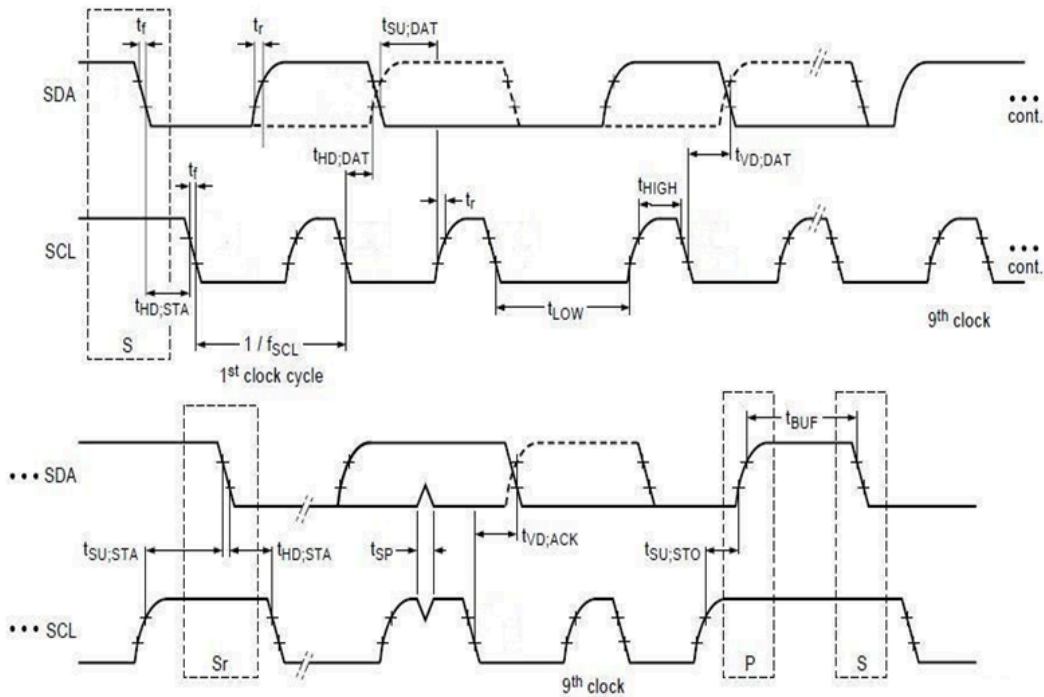 tf tr tSU;DAT
SDA
tHD;DAT tVD;DAT
••• cont.
tf tr tHIGH
SCL
••• cont.
tHD;STA tLOW
S 1 / fSCL 9th clock
1st clock cycle
tBUF
••• SDA
tSU;STA tHD;STA tSP tVD;ACK tSU;STO
••• SCL
Sr P S
9th clock